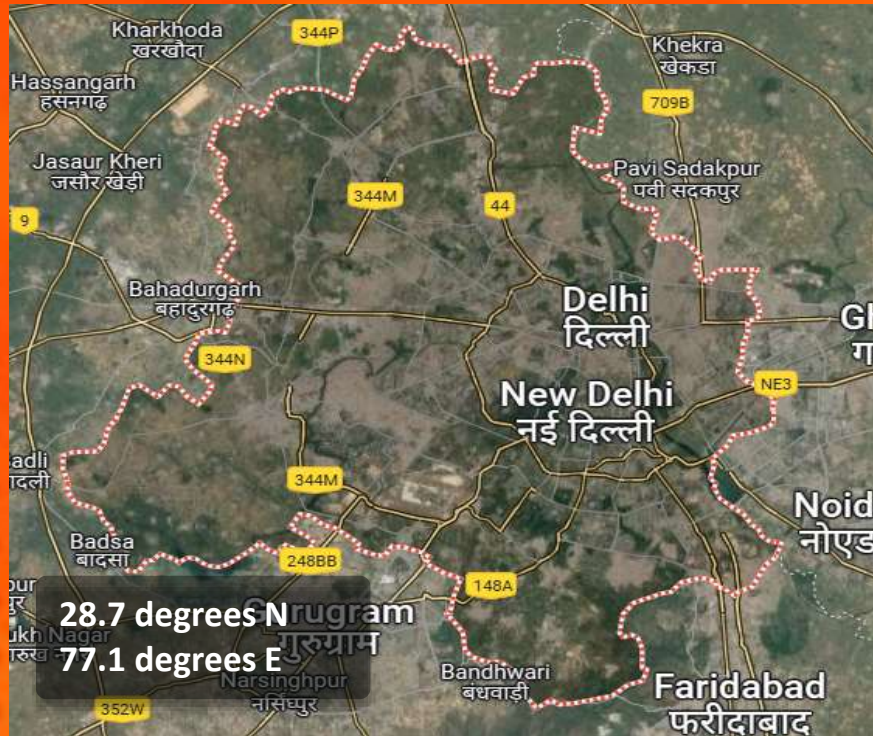 Kharkhoda
खरखौदा
344P
Khekra
खेकडा
Hassangarh
हसनगढ़
709B
Jasaur Kheri
जसौर खेड़ी
Pavi Sadakpur
पवी सदकपुर
344M
44
9
Bahadurgarh
बहादुरगढ़
Delhi
दिल्ली
344N
NE3
New Delhi
नई दिल्ली
344M
Badsa
बादसा
248BB
148A
28.7 degrees N
77.1 degrees E
Gurugram
गुरुग्राम
Bandhwari
बंधवाड़ी
Narsinghpur
नर्सिंघपुर
Faridabad
फरीदाबाद
352W